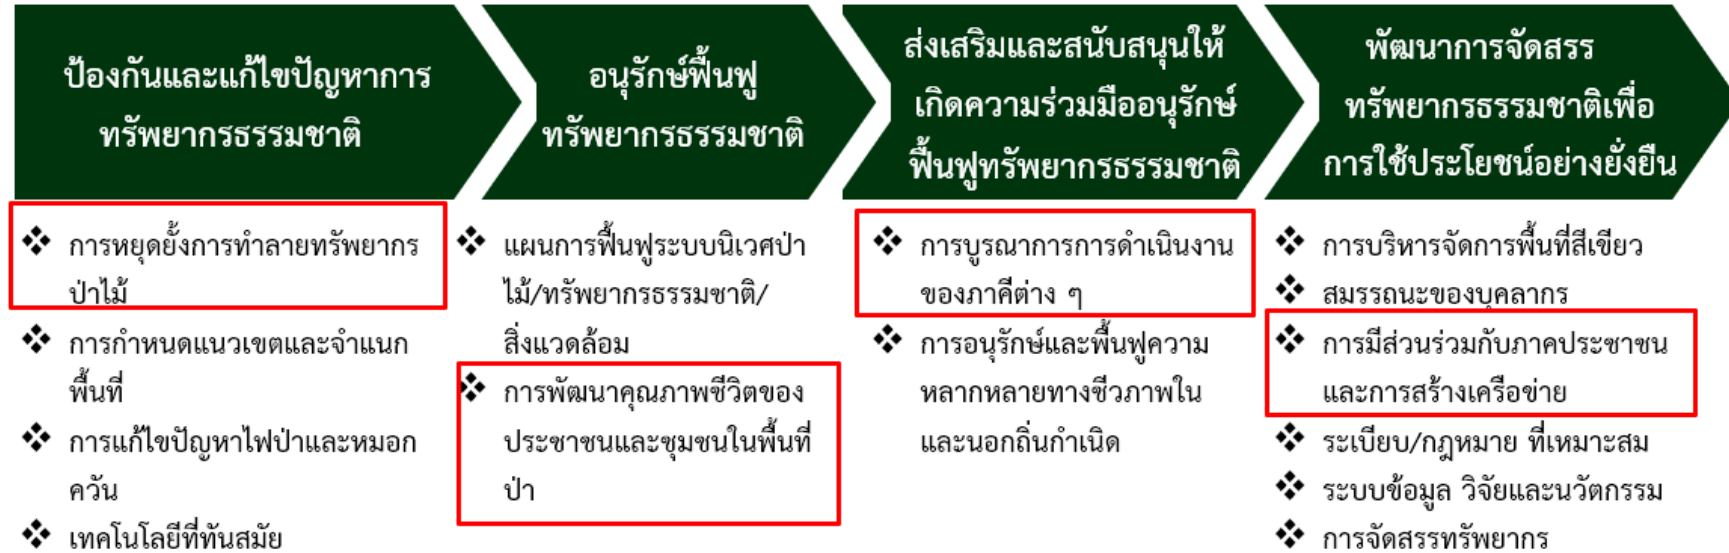 ป้องกันและแก้ไขปัญหาการ
ทรัพยากรธรรมชาติ
อนุรักษ์ฟื้นฟู
ทรัพยากรธรรมชาติ
ส่งเสริมและสนับสนุนให้
เกิดความร่วมมืออนุรักษ์
ฟื้นฟูทรัพยากรธรรมชาติ
พัฒนาการจัดสรร
ทรัพยากรธรรมชาติเพื่อ
การใช้ประโยชน์อย่างยั่งยืน
❖ การหยุดยั้งการทำลายทรัพยากร
ป่าไม้
❖ การกำหนดแนวเขตและจำแนก
พื้นที่
❖ การแก้ไขปัญหาไฟป่าและหมอก
ควัน
❖ เทคโนโลยีที่ทันสมัย
❖ แผนการฟื้นฟูระบบนิเวศป่า
ไม้/ทรัพยากรธรรมชาติ/
สิ่งแวดล้อม
❖ การพัฒนาคุณภาพชีวิตของ
ประชาชนและชุมชนในพื้นที่
ป่า
❖ การบูรณาการการดำเนินงาน
ของภาคีต่าง ๆ
❖ การอนุรักษ์และฟื้นฟูความ
หลากหลายทางชีวภาพใน
และนอกถิ่นกำเนิด
❖ การบริหารจัดการพื้นที่สีเขียว
❖ สมรรถนะของบุคลากร
❖ การมีส่วนร่วมกับภาคประชาชน
และการสร้างเครือข่าย
❖ ระเบียบ/กฎหมาย ที่เหมาะสม
❖ ระบบข้อมูล วิจัยและนวัตกรรม
❖ การจัดสรรทรัพยากร